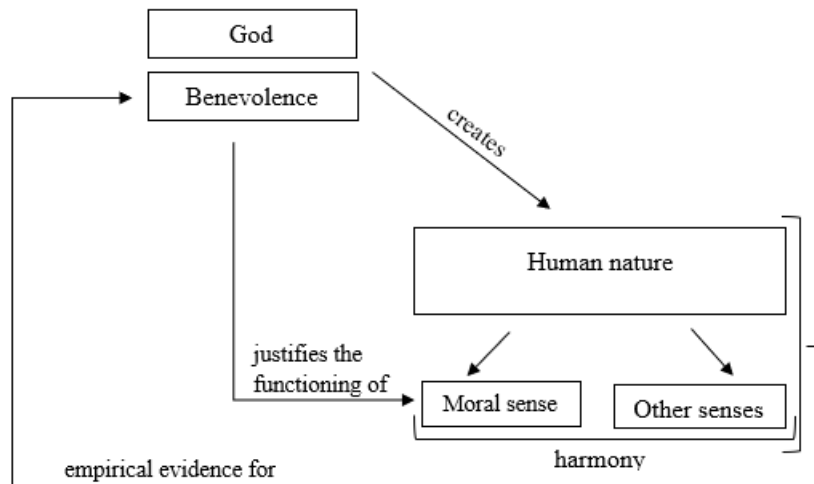 God
Benevolence
creates
Human nature
justifies the
functioning of
Moral sense
Other senses
harmony
empirical evidence for